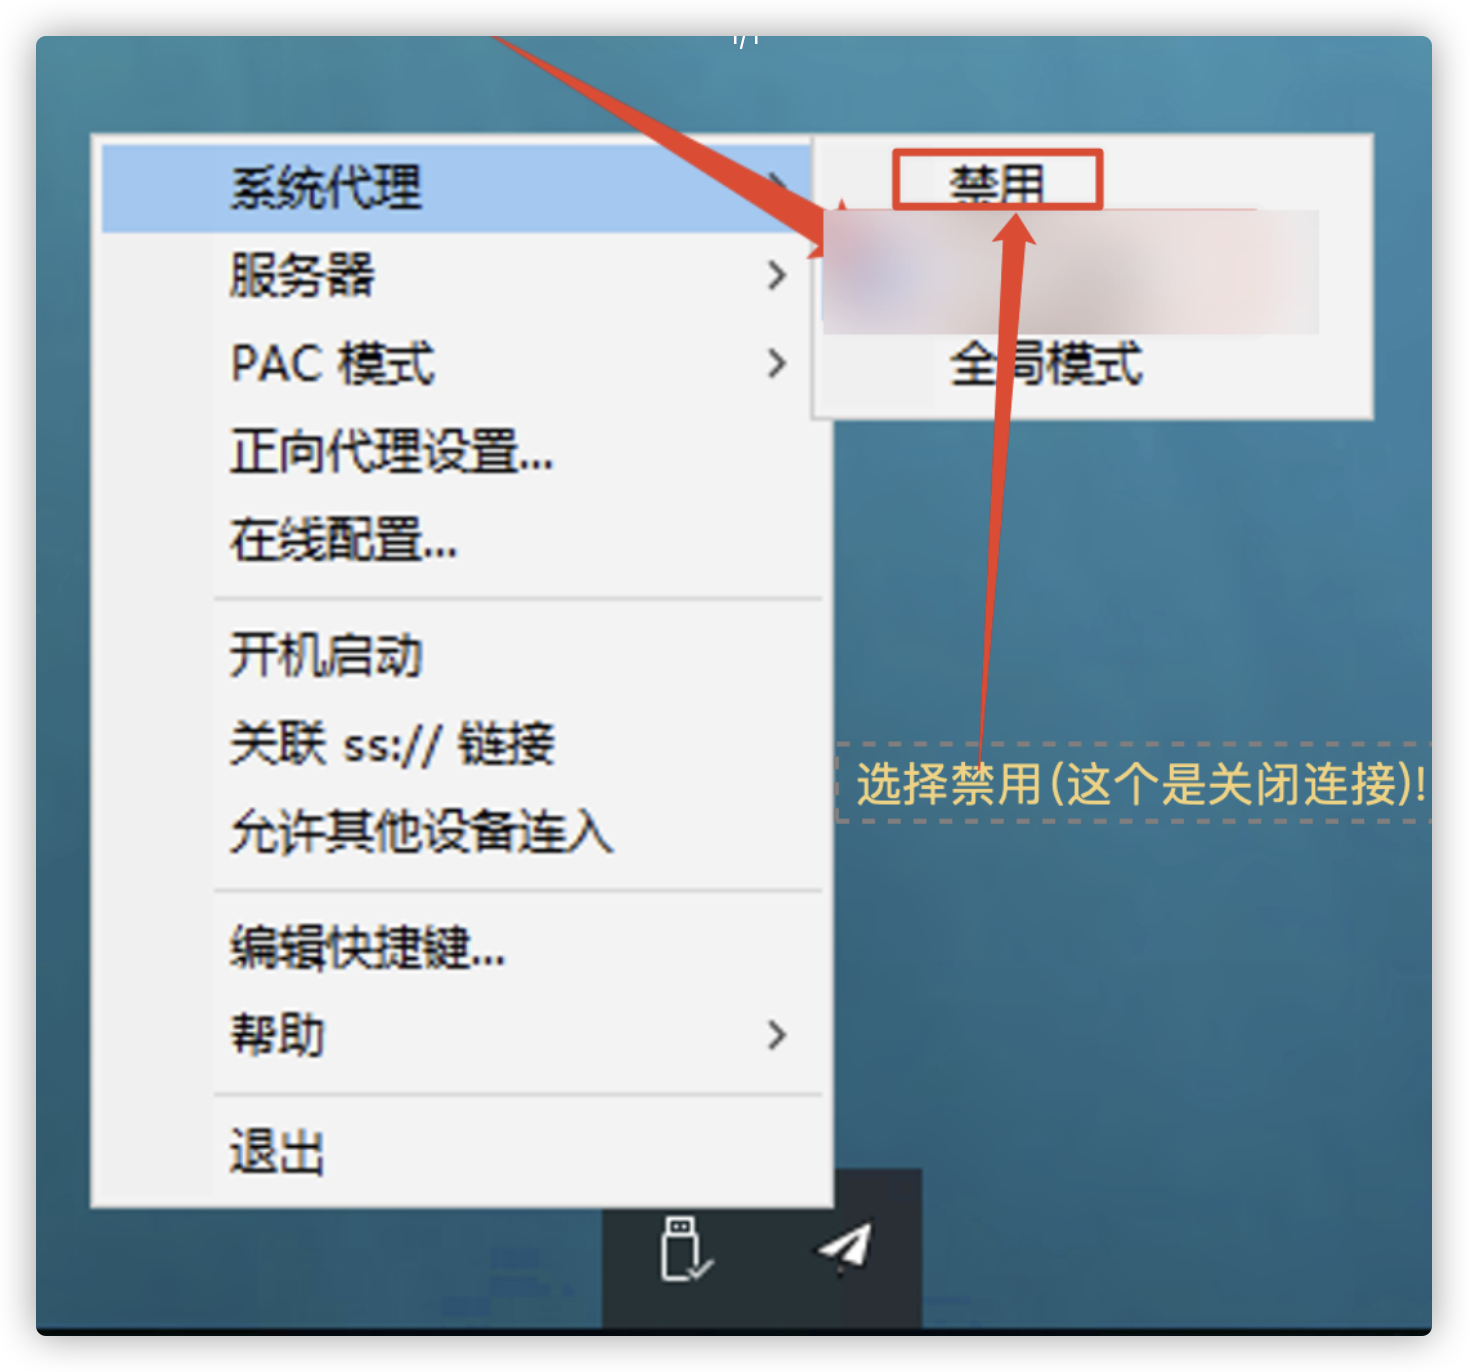 系统代理
禁用
服务器
PAC 模式
全局模式
正向代理设置...
在线配置...
开机启动
关联 ss:// 链接
选择禁用(这个是关闭连接)!
允许其他设备连入
编辑快捷键...
帮助
退出